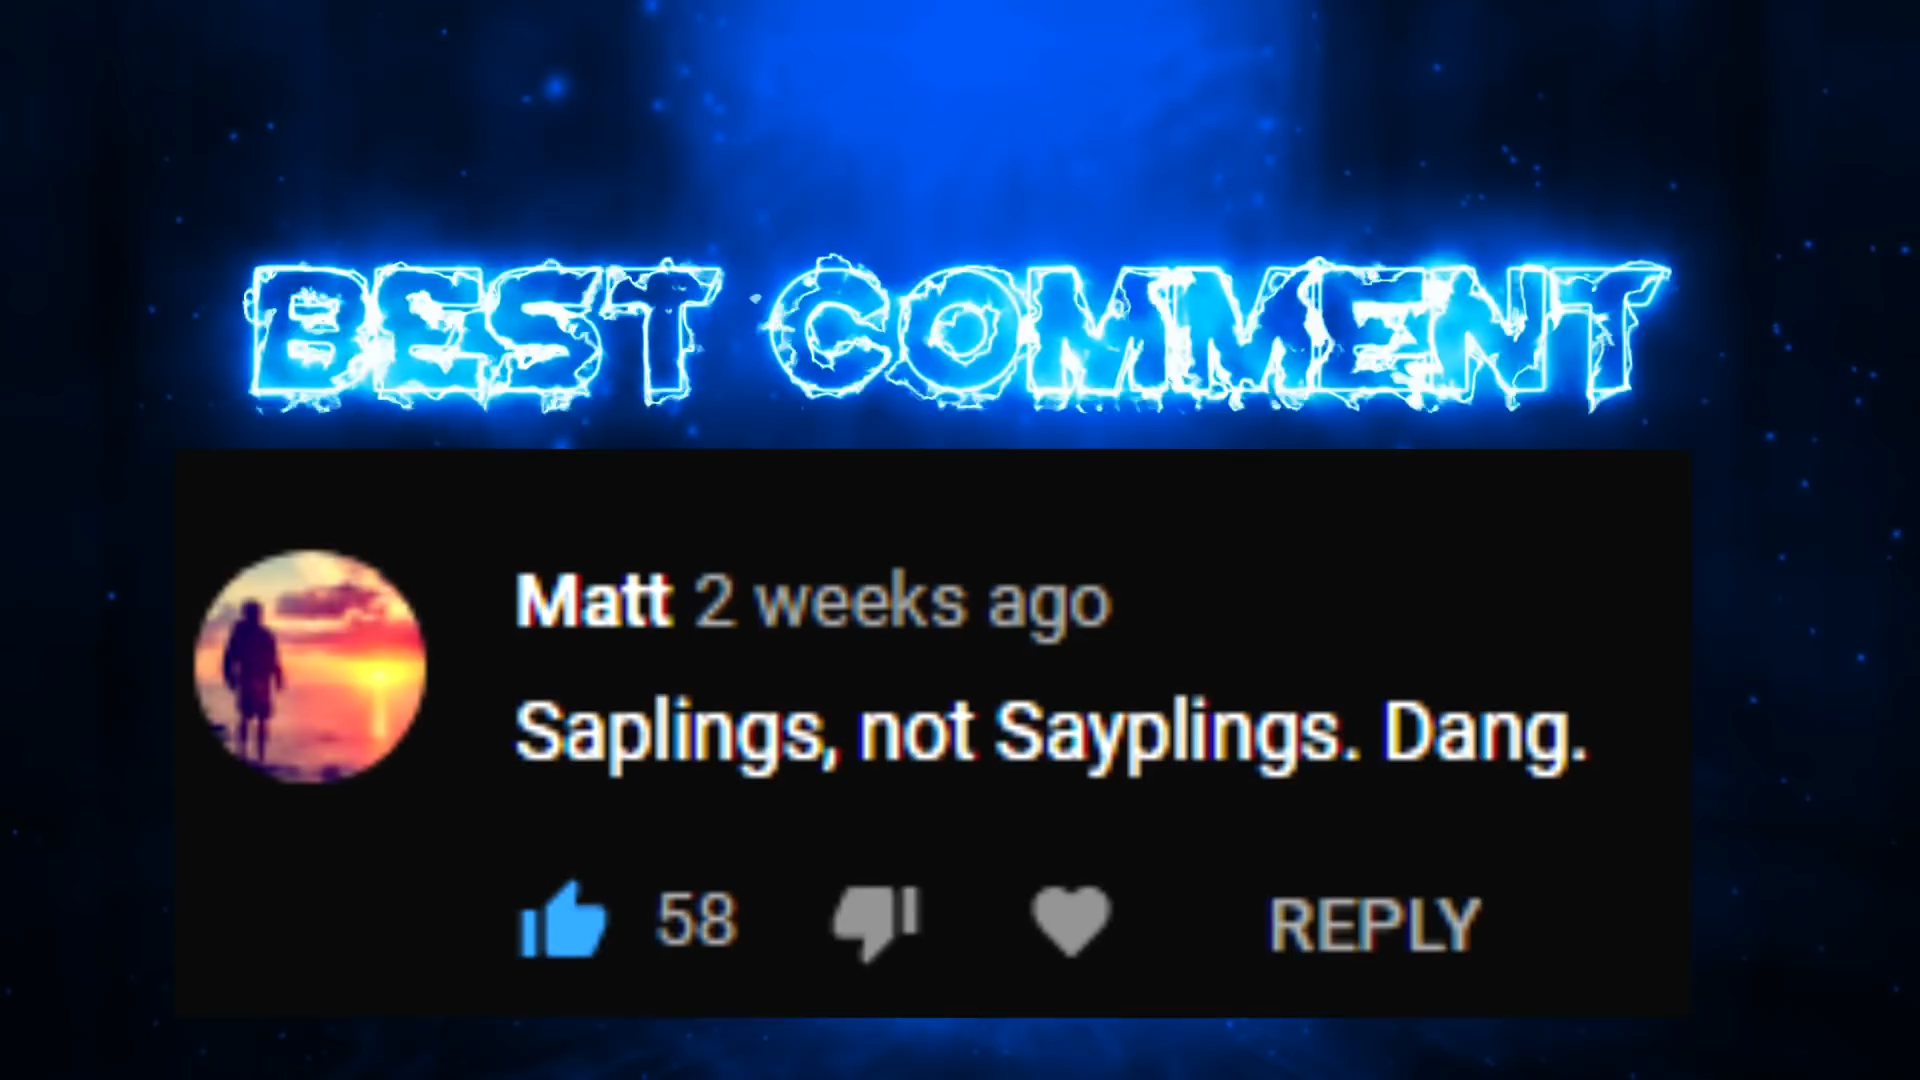 BEST COMMENT
Matt 2 weeks ago
Saplings, not Sayplings. Dang.
58 REPLY